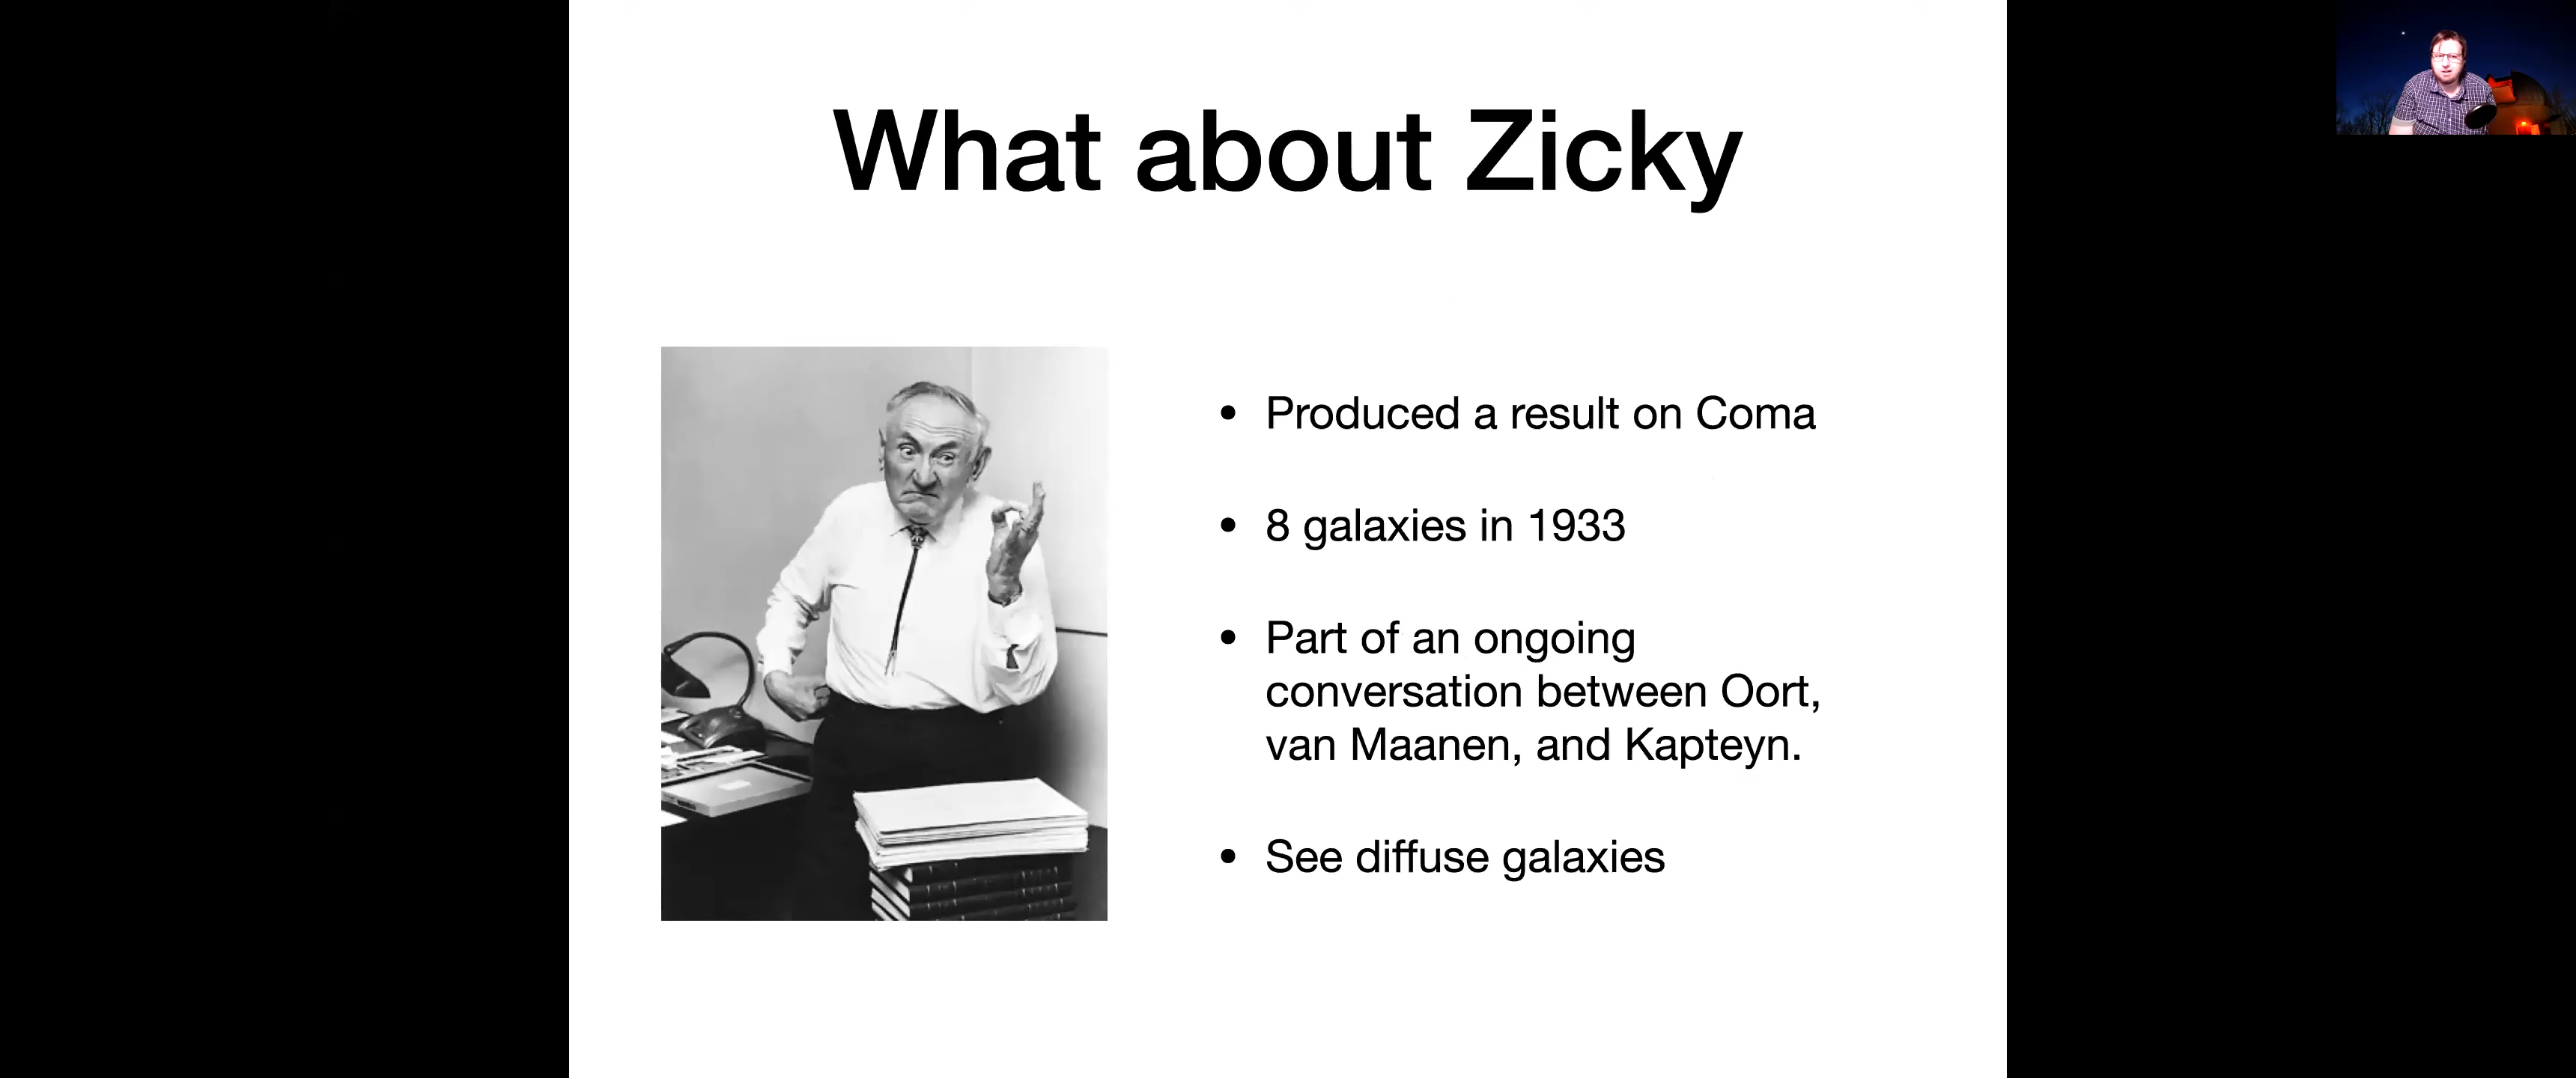 What about Zicky
• Produced a result on Coma
• 8 galaxies in 1933
• Part of an ongoing
conversation between Oort,
van Maanen, and Kapteyn.
• See diffuse galaxies